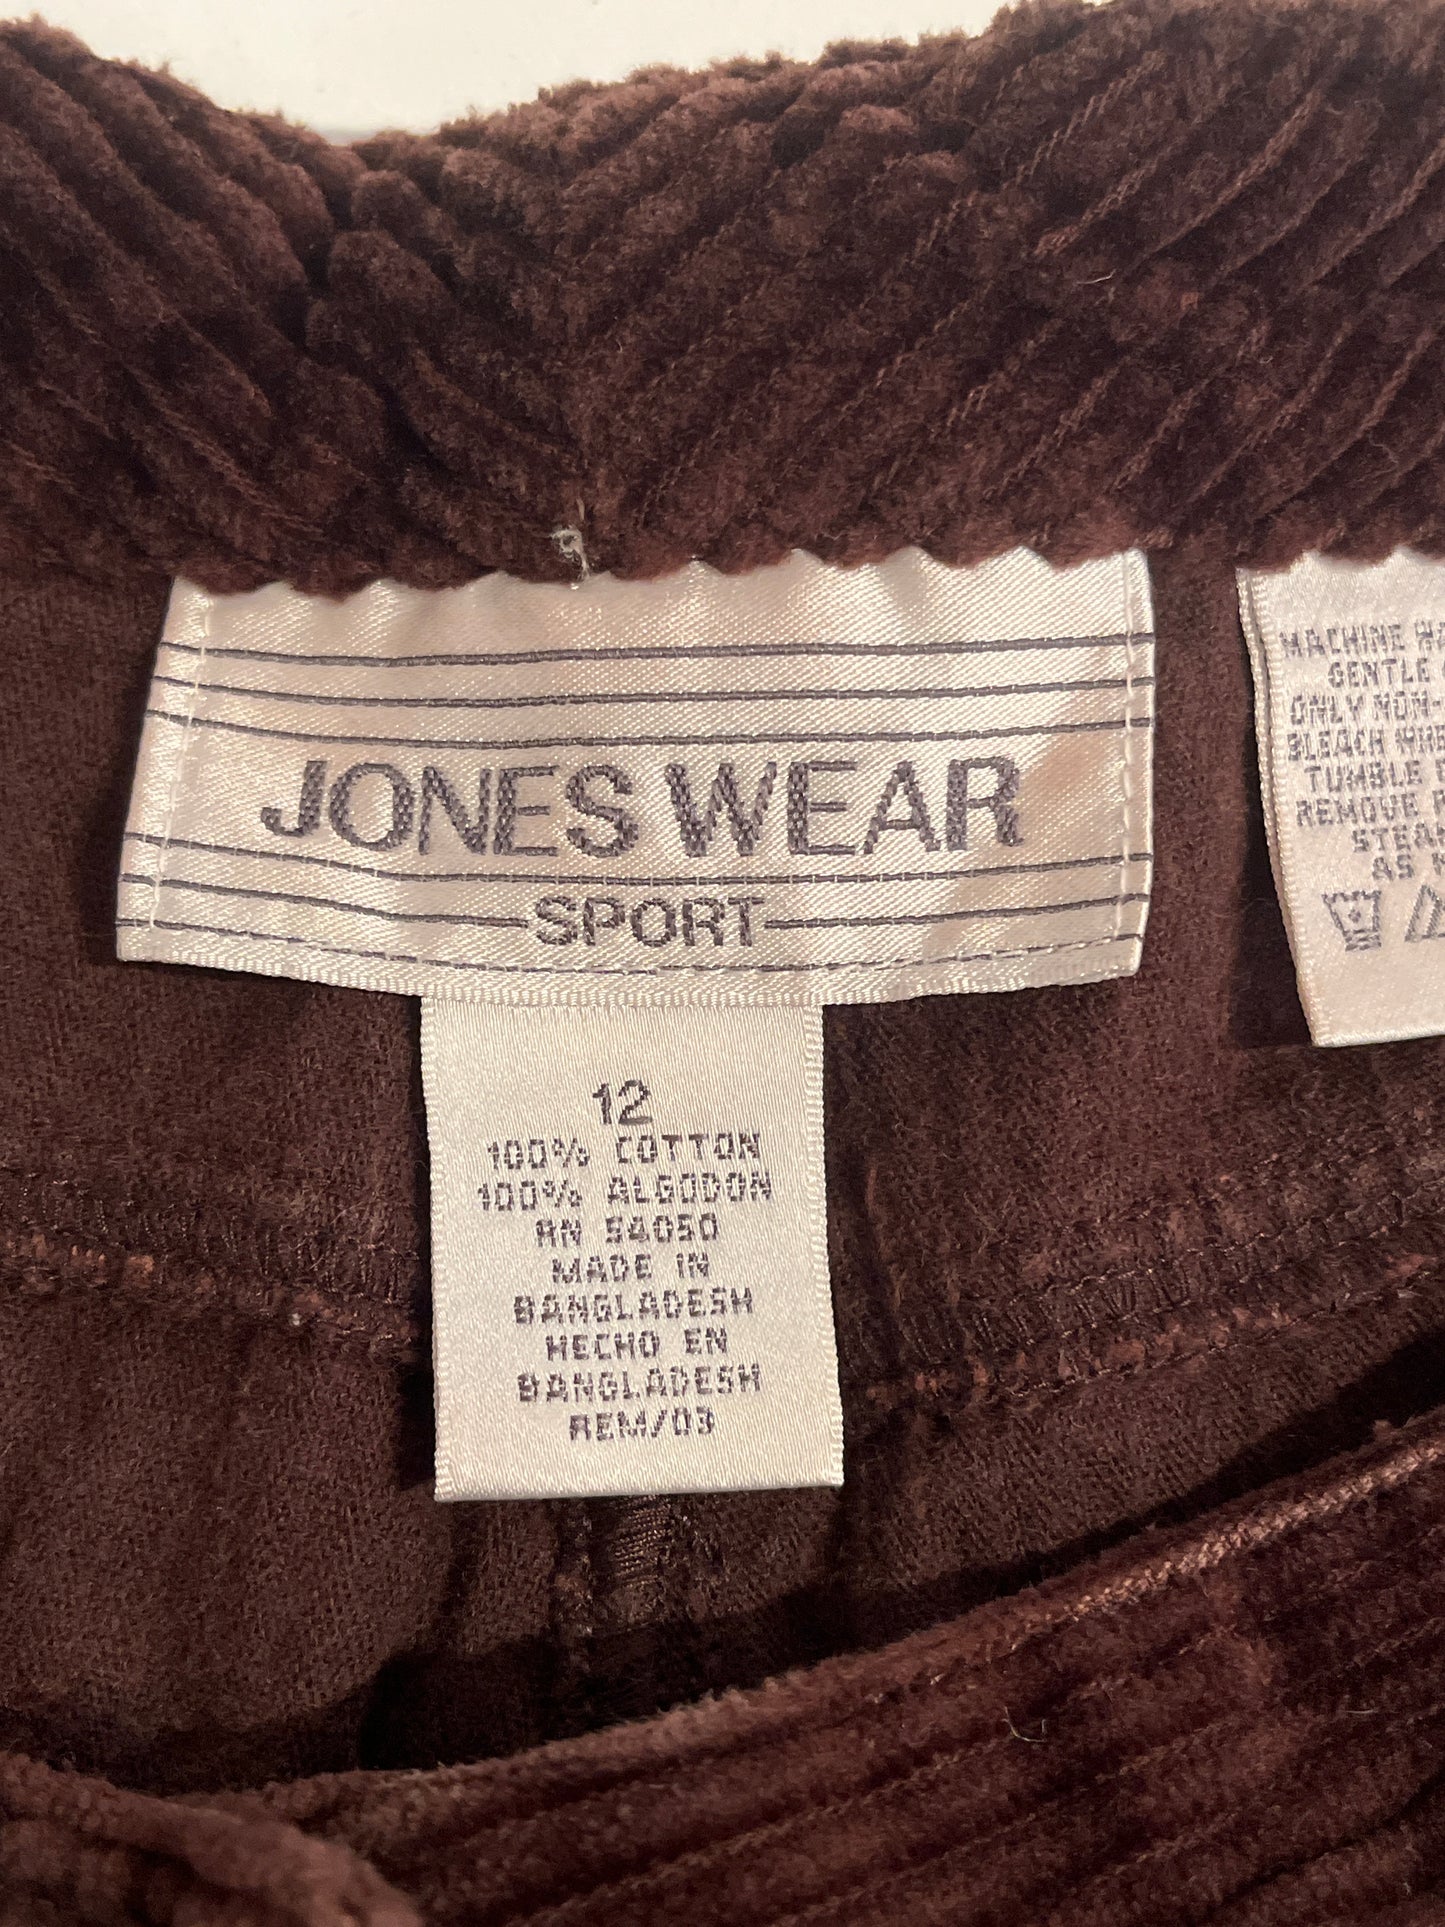 JONES WEAR
SPORT
12
100% COTTON
100% ALGODON
RN 54050
MADE IN
BANGLADESH
HECHO EN
BANGLADESH
REM/03
MACHINE
GENTLE
ONLY NON-
BLEACH
TUMBLE
REMOVE
AS